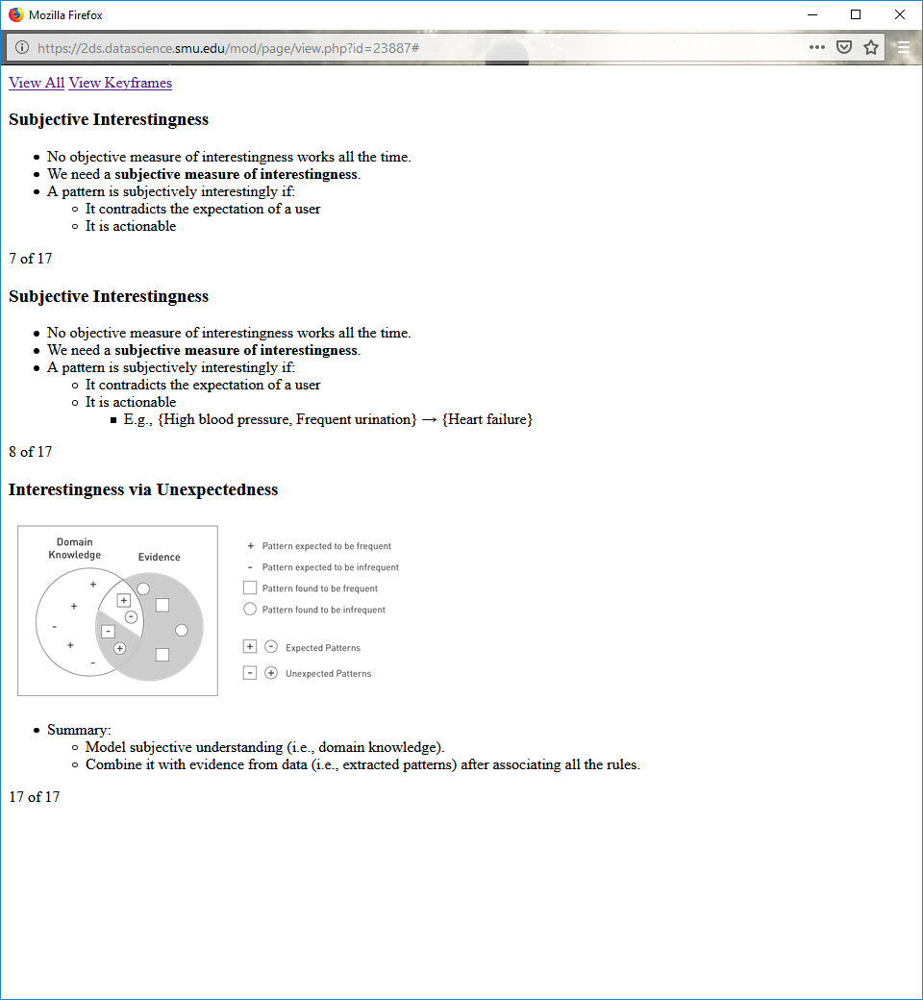 Mozilla Firefox
https://2ds.datascience.smu.edu/mod/page/view.php?id=23887#
View All View Keyframes
Subjective Interestingness
No objective measure of interestingness works all the time.
We need a subjective measure of interestingness.
A pattern is subjectively interestingly if:
It contradicts the expectation of a user
It is actionable
7 of 17
Subjective Interestingness
No objective measure of interestingness works all the time.
We need a subjective measure of interestingness.
A pattern is subjectively interestingly if:
It contradicts the expectation of a user
It is actionable
E.g., {High blood pressure, Frequent urination} → {Heart failure}
8 of 17
Interestingness via Unexpectedness
Domain
Knowledge
Evidence
+ Pattern expected to be frequent
- Pattern expected to be infrequent
Pattern found to be frequent
Pattern found to be infrequent
+ - Expected Patterns
- + Unexpected Patterns
Summary:
Model subjective understanding (i.e., domain knowledge).
Combine it with evidence from data (i.e., extracted patterns) after associating all the rules.
17 of 17